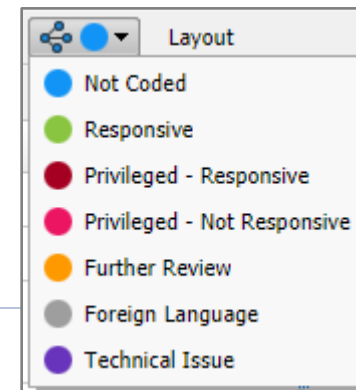 Layout
Not Coded
Responsive
Privileged - Responsive
Privileged - Not Responsive
Further Review
Foreign Language
Technical Issue